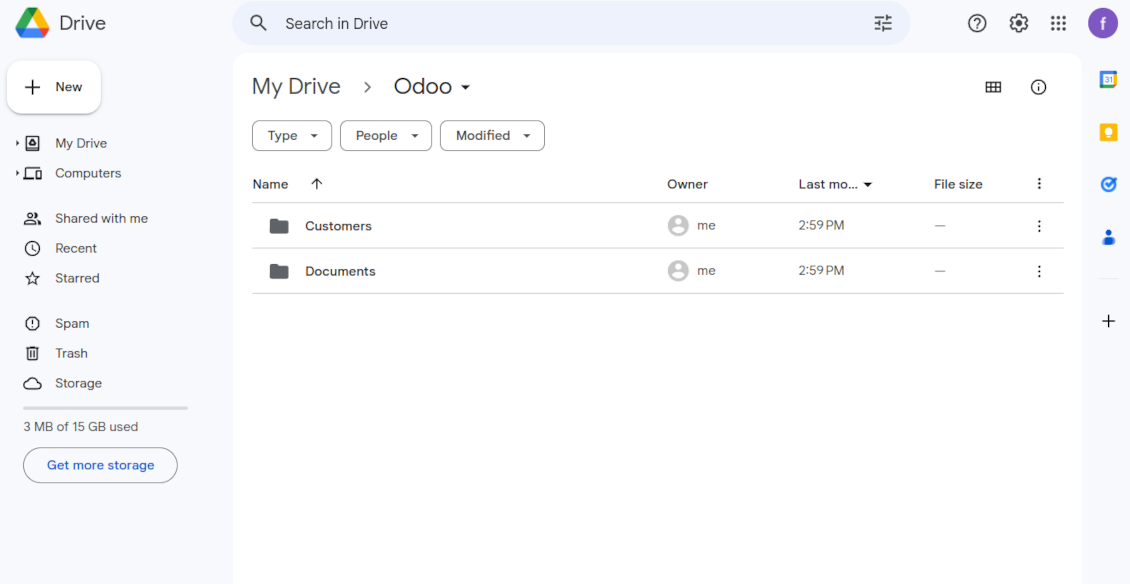 Drive
Search in Drive
f
New
My Drive
Computers
Shared with me
Recent
Starred
Spam
Trash
Storage
3 MB of 15 GB used
Get more storage
My Drive
Odoo
Type
People
Modified
Name
Owner
Last mo...
File size
Customers
me
2:59 PM
—
Documents
me
2:59 PM
—
31